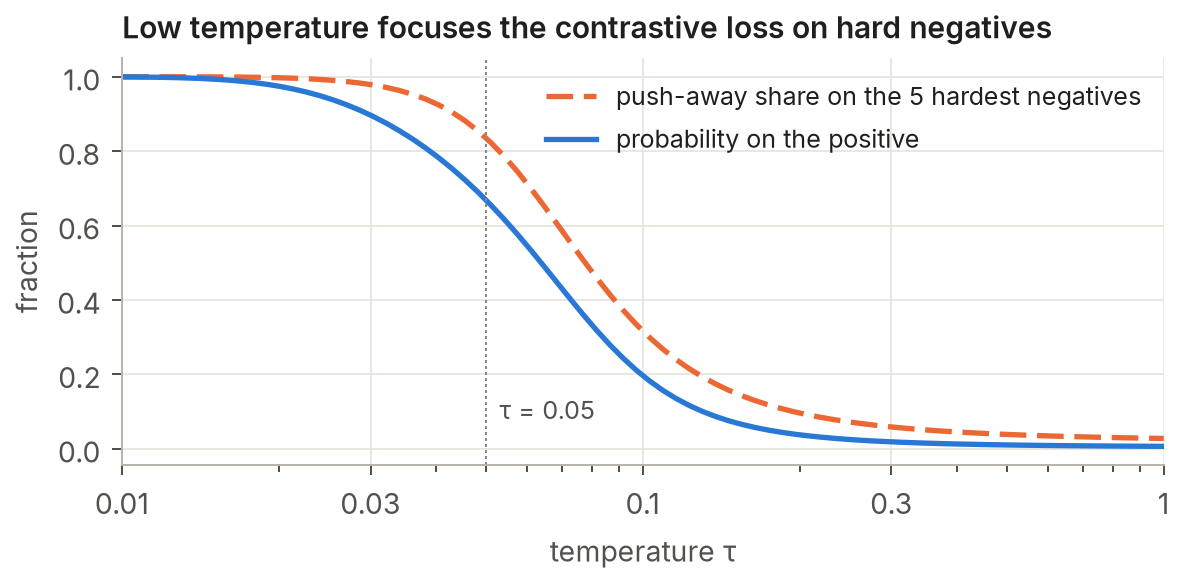 Low temperature focuses the contrastive loss on hard negatives
push-away share on the 5 hardest negatives
probability on the positive
fraction
1.0
0.8
0.6
0.4
0.2
0.0
τ = 0.05
0.01
0.03
0.1
0.3
1
temperature τ